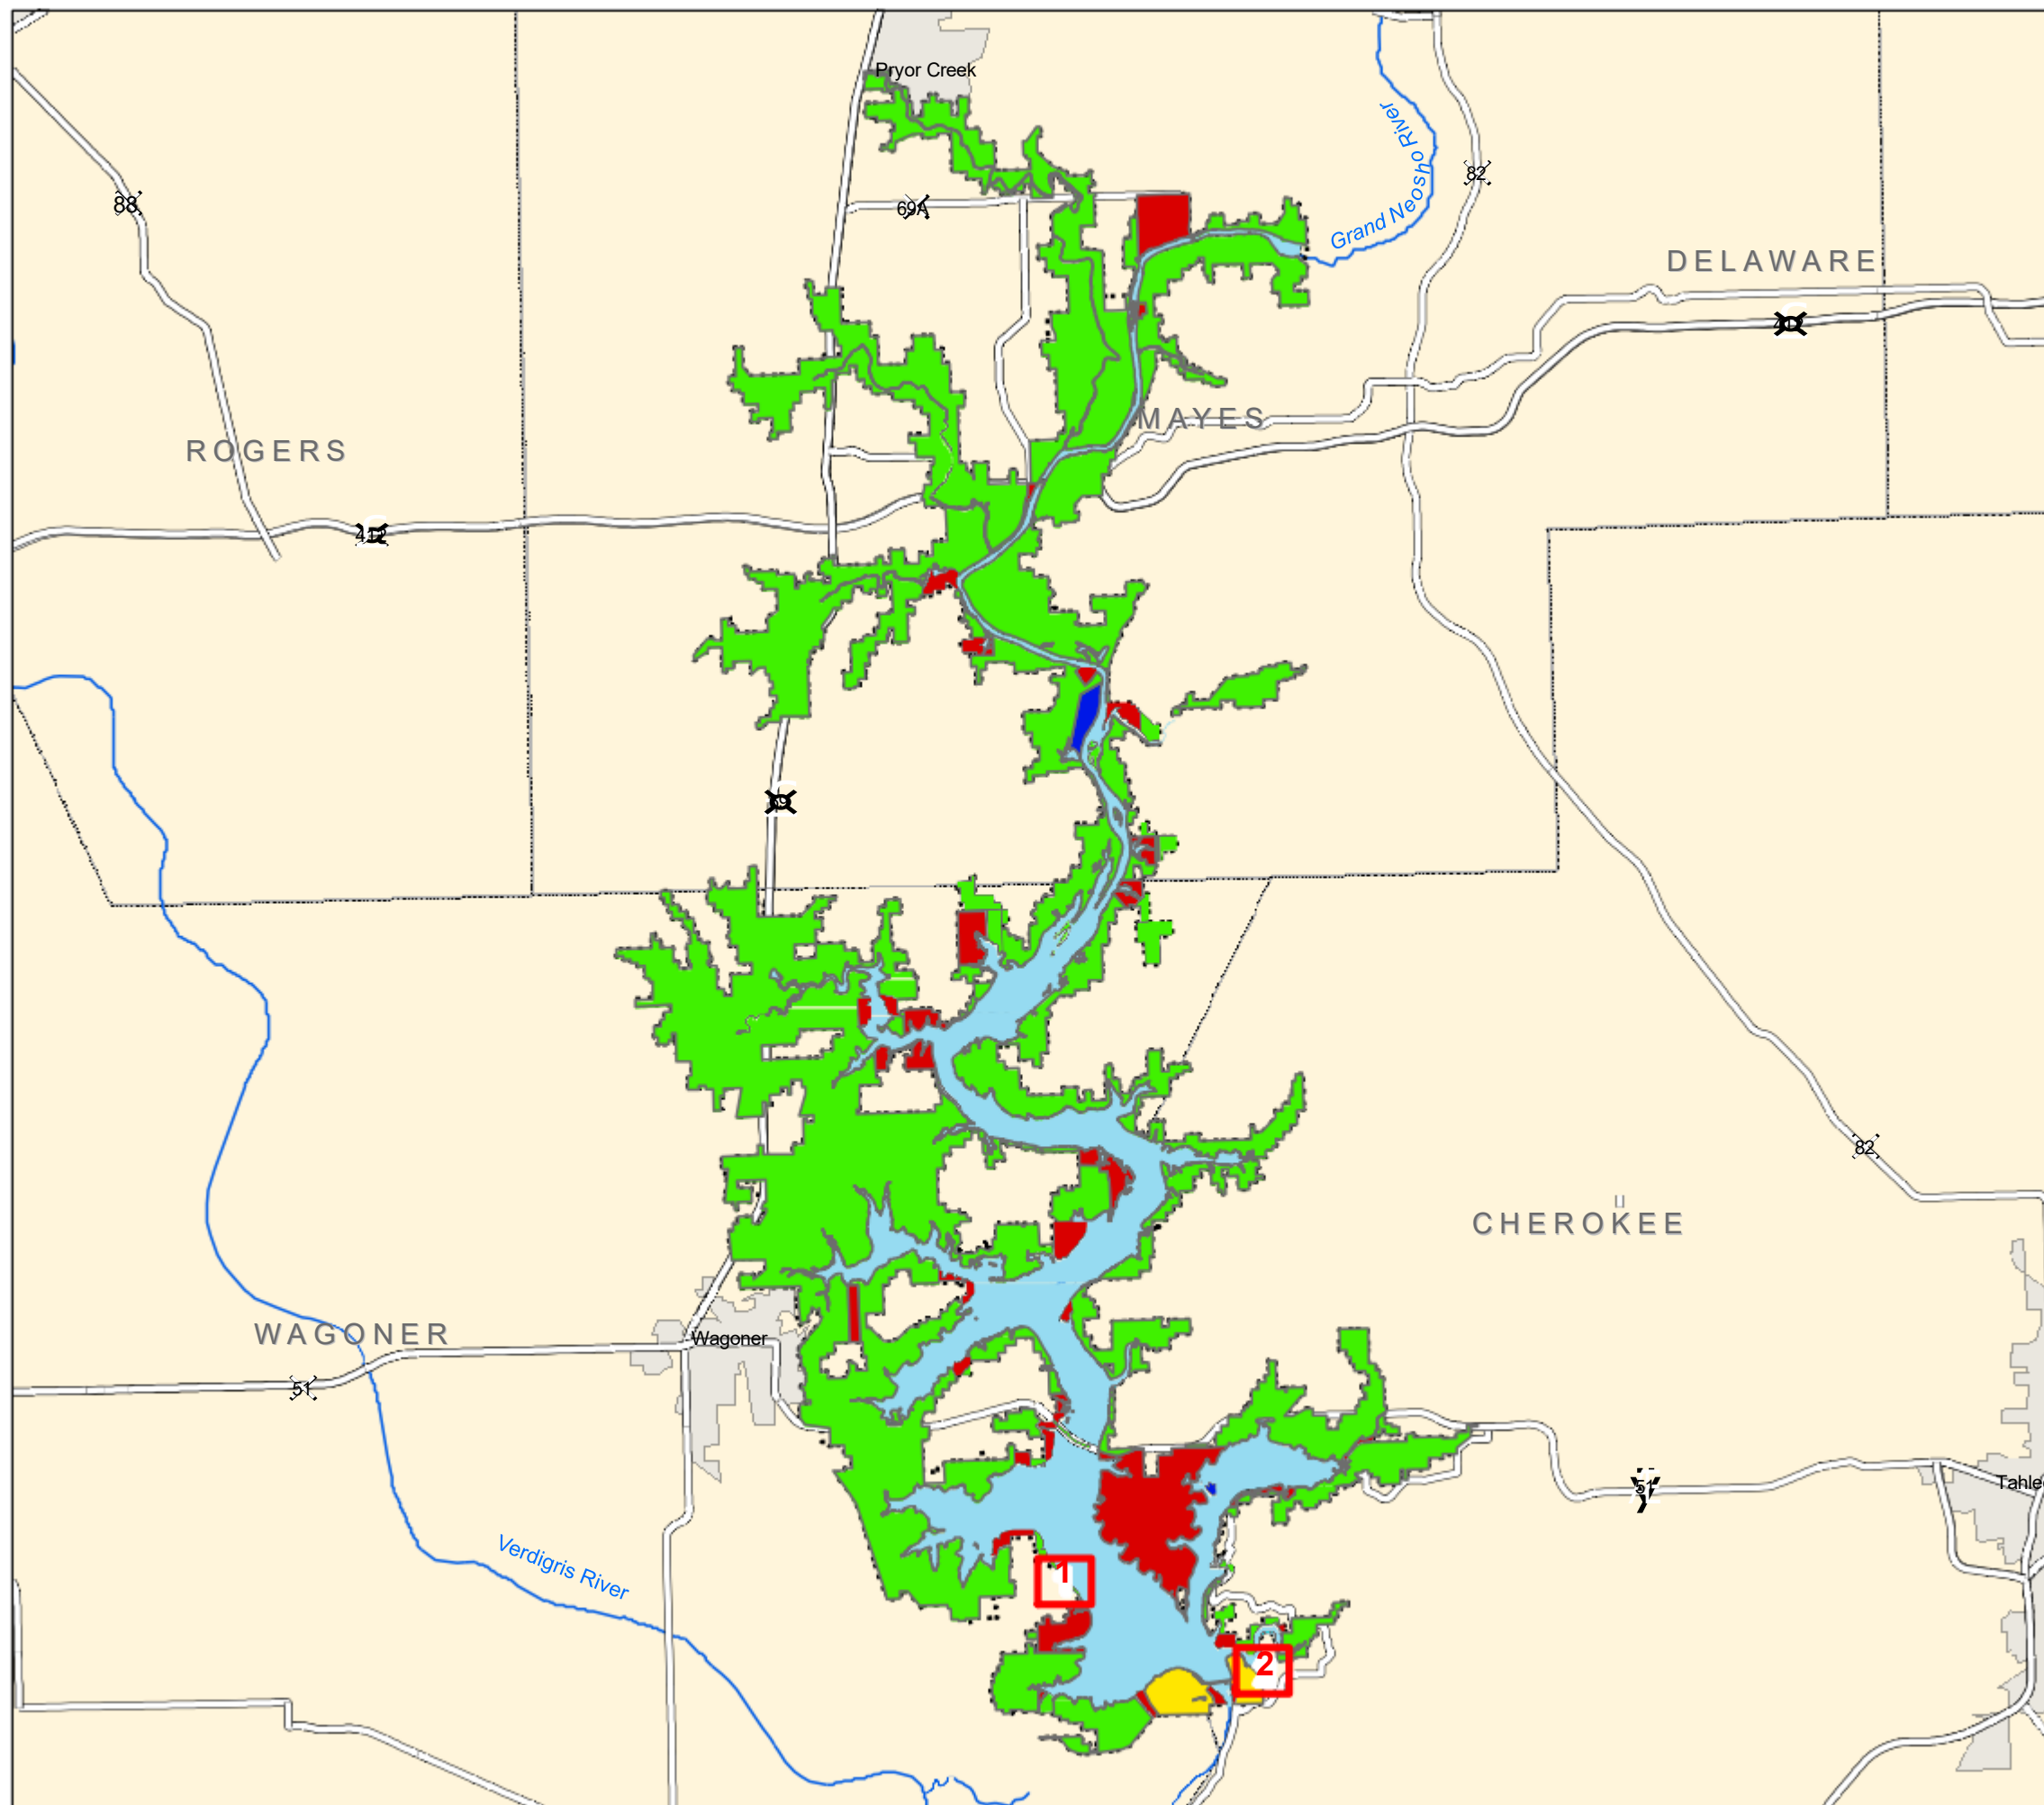 Pryor Creek
Grand Neosho River
82
88
69A
DELAWARE
MAYES
ROGERS
412
CHEROKEE
82
WAGONER
Wagoner
51
51
Tahle
Verdigris River
1
2